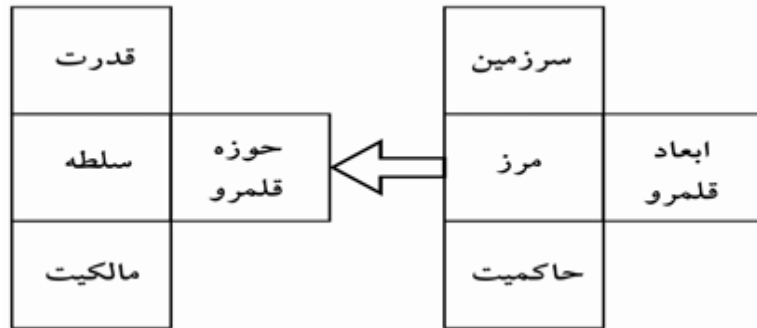 سرزمین
ابعاد
قلمرو
مرز
حاکمیت
قدرت
حوزه
قلمرو
سلطه
مالکیت